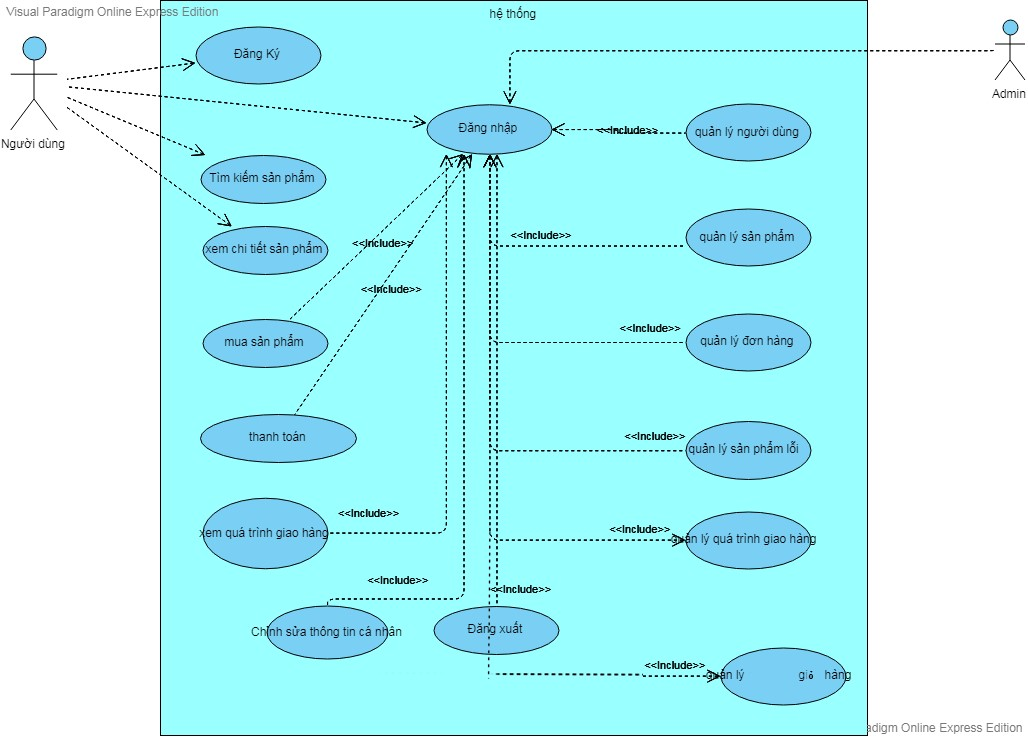 Visual Paradigm Online Express Edition
hệ thống
Đăng Ký
Người dùng
Admin
Đăng nhập
<<Include>>
quản lý người dùng
Tìm kiếm sản phẩm
xem chi tiết sản phẩm
<<Include>>
<<Include>>
quản lý sản phẩm
<<Include>>
mua sản phẩm
<<Include>>
quản lý đơn hàng
thanh toán
<<Include>>
quản lý sản phẩm lỗi
<<Include>>
xem quá trình giao hàng
<<Include>>
quản lý quá trình giao hàng
<<Include>>
<<Include>>
Chỉnh sửa thông tin cá nhân
Đăng xuất
<<Include>>
quản lý giỏ hàng
adigm Online Express Edition